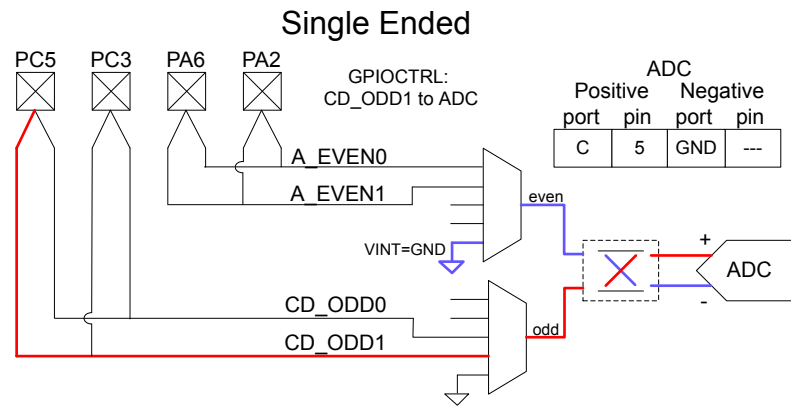 Single Ended
PC5 PC3 PA6 PA2
GPIOCTRL:
CD_ODD1 to ADC
ADC
Positive Negative
port pin port pin
C 5 GND ---
A_EVEN0
A_EVEN1
even
VINT=GND
+
ADC
-
CD_ODD0
odd
CD_ODD1